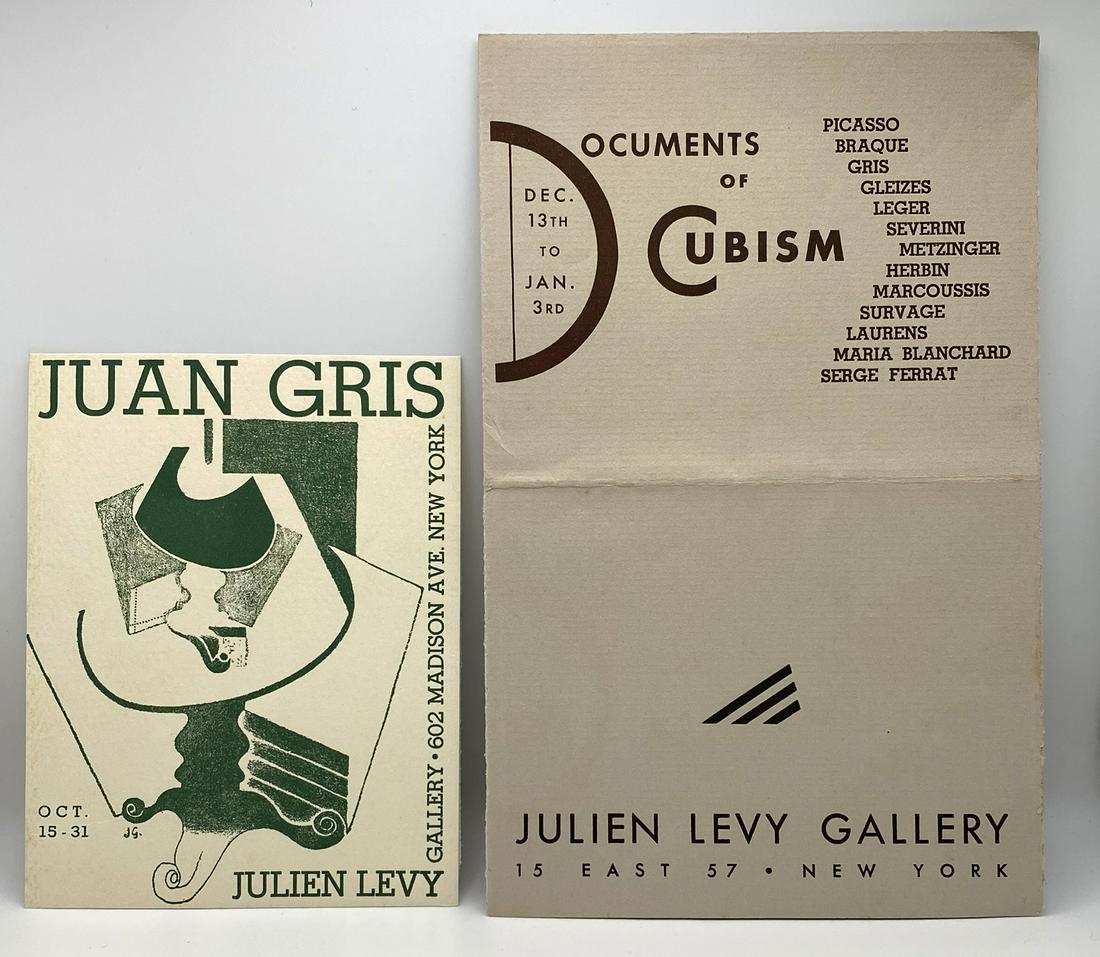 JUAN GRIS
GALLERY • 602 MADISON AVE. NEW YORK
OCT.
15 - 31
JG.
JULIEN LEVY
DOCUMENTS
OF
CUBISM
DEC.
13TH
TO
JAN.
3RD
PICASSO
BRAQUE
GRIS
GLEIZES
LEGER
SEVERINI
METZINGER
HERBIN
MARCOUSSIS
SURVAGE
LAURENS
MARIA BLANCHARD
SERGE FERRAT
JULIEN LEVY GALLERY
15 EAST 57 • NEW YORK